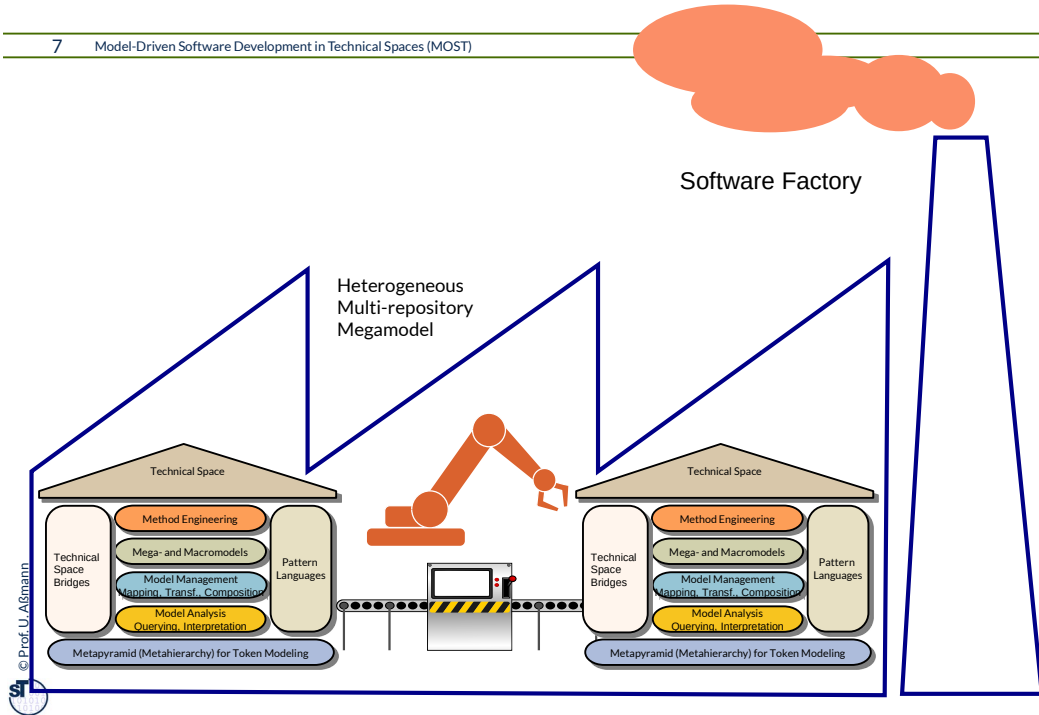 7 Model-Driven Software Development in Technical Spaces (MOST)
Software Factory
Heterogeneous
Multi-repository
Megamodel
Technical Space
Technical
Space
Bridges
Method Engineering
Mega- and Macromodels
Model Management
Mapping, Transf., Composition
Model Analysis
Querying, Interpretation
Pattern
Languages
Metapyramid (Metahierarchy) for Token Modeling
Technical Space
Technical
Space
Bridges
Method Engineering
Mega- and Macromodels
Model Management
Mapping, Transf., Composition
Model Analysis
Querying, Interpretation
Pattern
Languages
Metapyramid (Metahierarchy) for Token Modeling
© Prof. U. Aßmann
ST